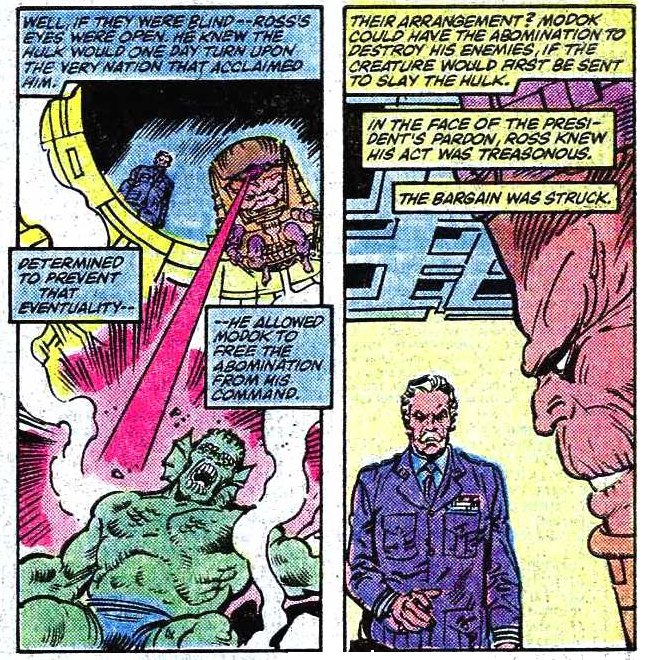 WELL, IF THEY WERE BLIND--ROSS'S
EYES WERE OPEN. HE KNEW THE
HULK WOULD ONE DAY TURN UPON
THE VERY NATION THAT ACCLAIMED
HIM.
DETERMINED
TO PREVENT
THAT
EVENTUALITY--
--HE ALLOWED
MODOK TO
FREE THE
ABOMINATION
FROM HIS
COMMAND.
THEIR ARRANGEMENT? MODOK
COULD HAVE THE ABOMINATION TO
DESTROY HIS ENEMIES, IF THE
CREATURE WOULD FIRST BE SENT
TO SLAY THE HULK.
IN THE FACE OF THE PRESI-
DENT'S PARDON, ROSS KNEW
HIS ACT WAS TREASONOUS.
THE BARGAIN WAS STRUCK.